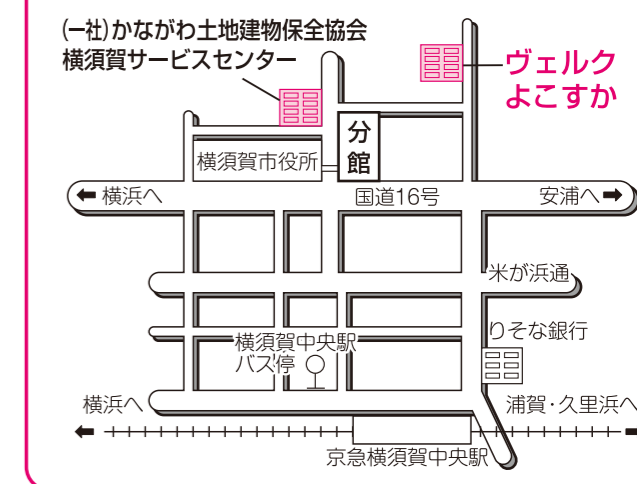 (一社)かながわ土地建物保全協会
横須賀サービスセンター
ヴェルク
よこすか
分
館
横須賀市役所
横浜へ
国道16号
安浦へ
米が浜通
りそな銀行
横須賀中央駅
バス停
横浜へ
浦賀・久里浜へ
京急横須賀中央駅